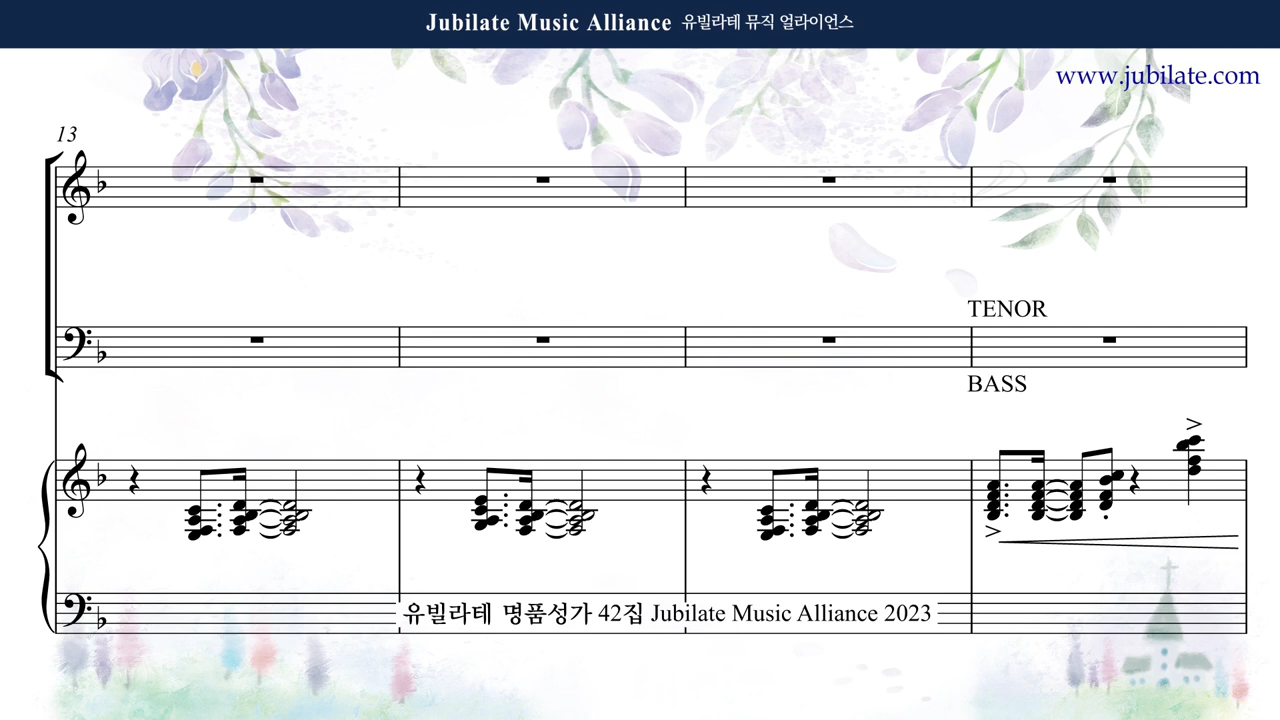 Jubilate Music Alliance 유빌라테 뮤직 얼라이언스
www.jubilate.com
13
TENOR
BASS
유빌라테 명품성가 42집 Jubilate Music Alliance 2023